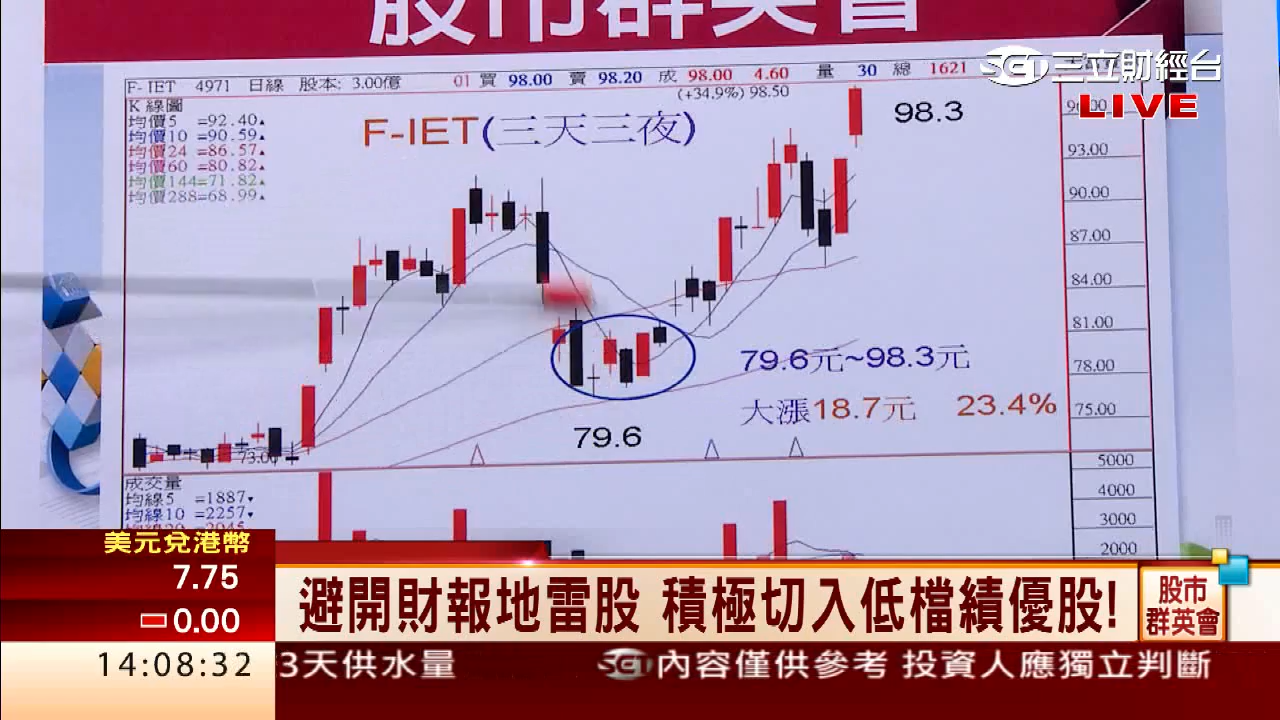 股市群英會
F-IET 4971 日線 股本: 3.00億 01 買 98.00 賣 98.20 成 98.00 4.60 量 30 總 1621
(+34.9%) 98.50
SET 三立財經台
LIVE
K線圖
均價5 =92.40▲
均價10 =90.59▲
均價24 =86.57▲
均價60 =80.82▲
均價144=71.82▲
均價288=68.99▲
F-IET(三天三夜)
98.3
96.00
93.00
90.00
87.00
84.00
81.00
78.00
75.00
79.6元~98.3元
大漲18.7元 23.4%
79.6
73.00
成交量
均線5 =1887▼
均線10 =2257▼
5000
4000
3000
2000
美元兌港幣
7.75
0.00
避開財報地雷股 積極切入低檔績優股!
股市
群英會
14:08:32
3天供水量 SET內容僅供參考 投資人應獨立判斷